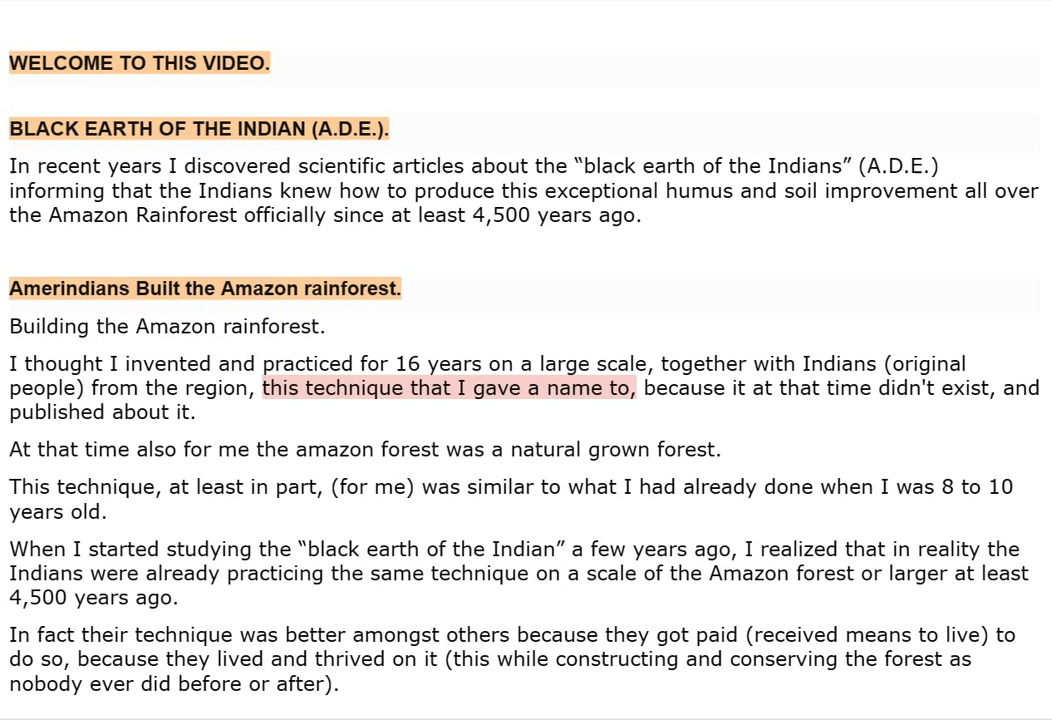 WELCOME TO THIS VIDEO.
BLACK EARTH OF THE INDIAN (A.D.E.).
In recent years I discovered scientific articles about the “black earth of the Indians” (A.D.E.)
informing that the Indians knew how to produce this exceptional humus and soil improvement all over
the Amazon Rainforest officially since at least 4,500 years ago.
Amerindians Built the Amazon rainforest.
Building the Amazon rainforest.
I thought I invented and practiced for 16 years on a large scale, together with Indians (original
people) from the region, this technique that I gave a name to, because it at that time didn't exist, and
published about it.
At that time also for me the amazon forest was a natural grown forest.
This technique, at least in part, (for me) was similar to what I had already done when I was 8 to 10
years old.
When I started studying the “black earth of the Indian” a few years ago, I realized that in reality the
Indians were already practicing the same technique on a scale of the Amazon forest or larger at least
4,500 years ago.
In fact their technique was better amongst others because they got paid (received means to live) to
do so, because they lived and thrived on it (this while constructing and conserving the forest as
nobody ever did before or after).